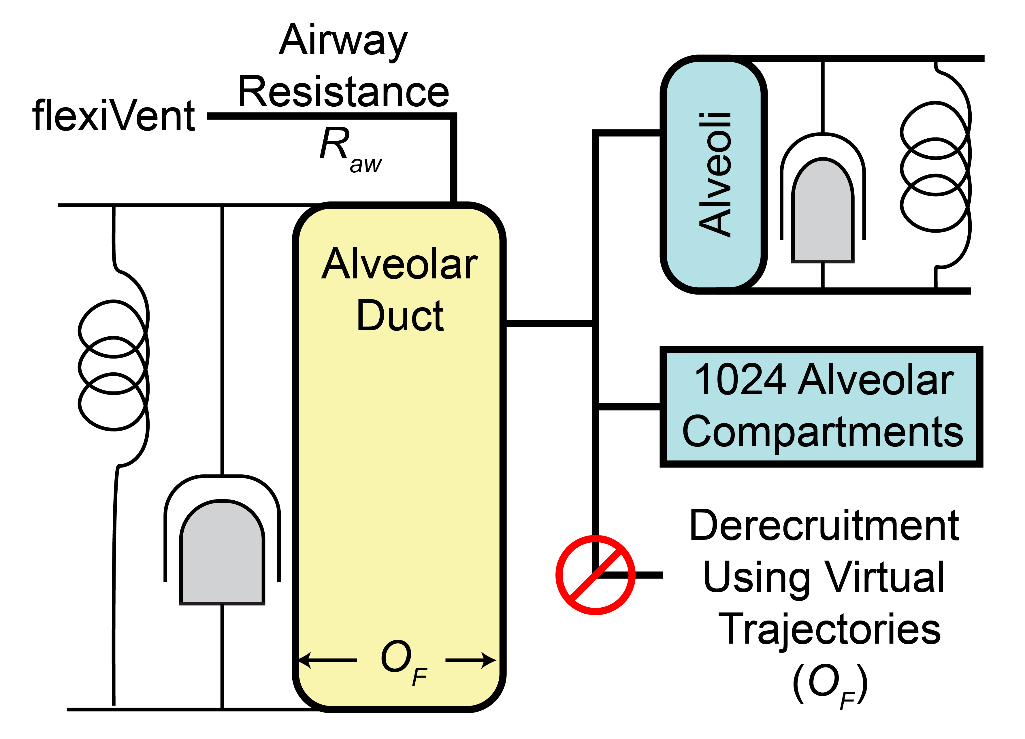 Airway
Resistance
flexiVent
Raw
Alveolar
Duct
OF
Alveoli
1024 Alveolar
Compartments
Derecruitment
Using Virtual
Trajectories
(OF)